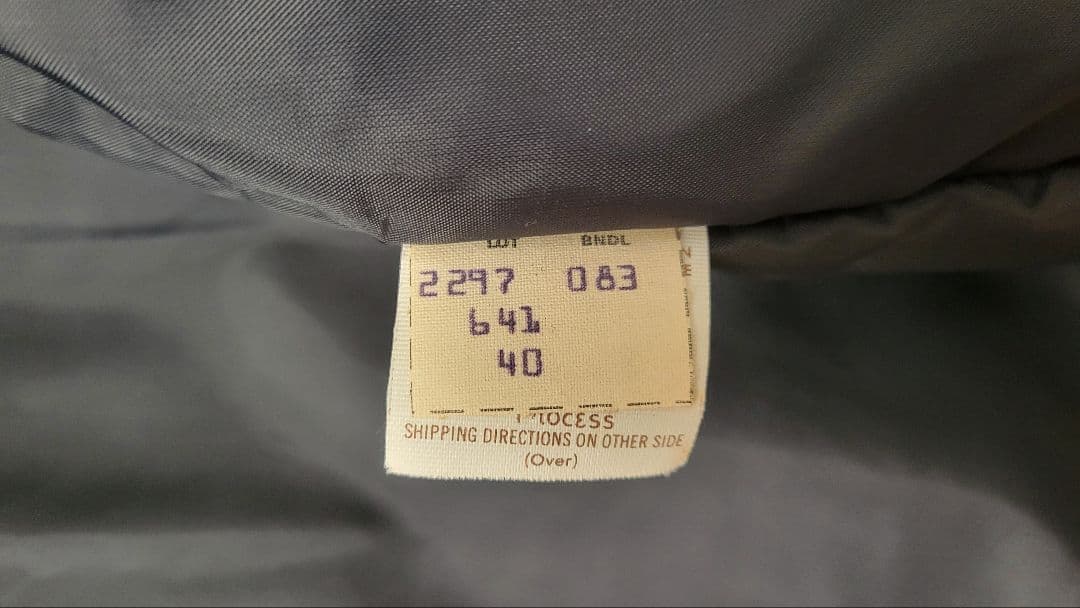 LOT BNDL
2297 083
641
40
PROCESS
SHIPPING DIRECTIONS ON OTHER SIDE
(Over)